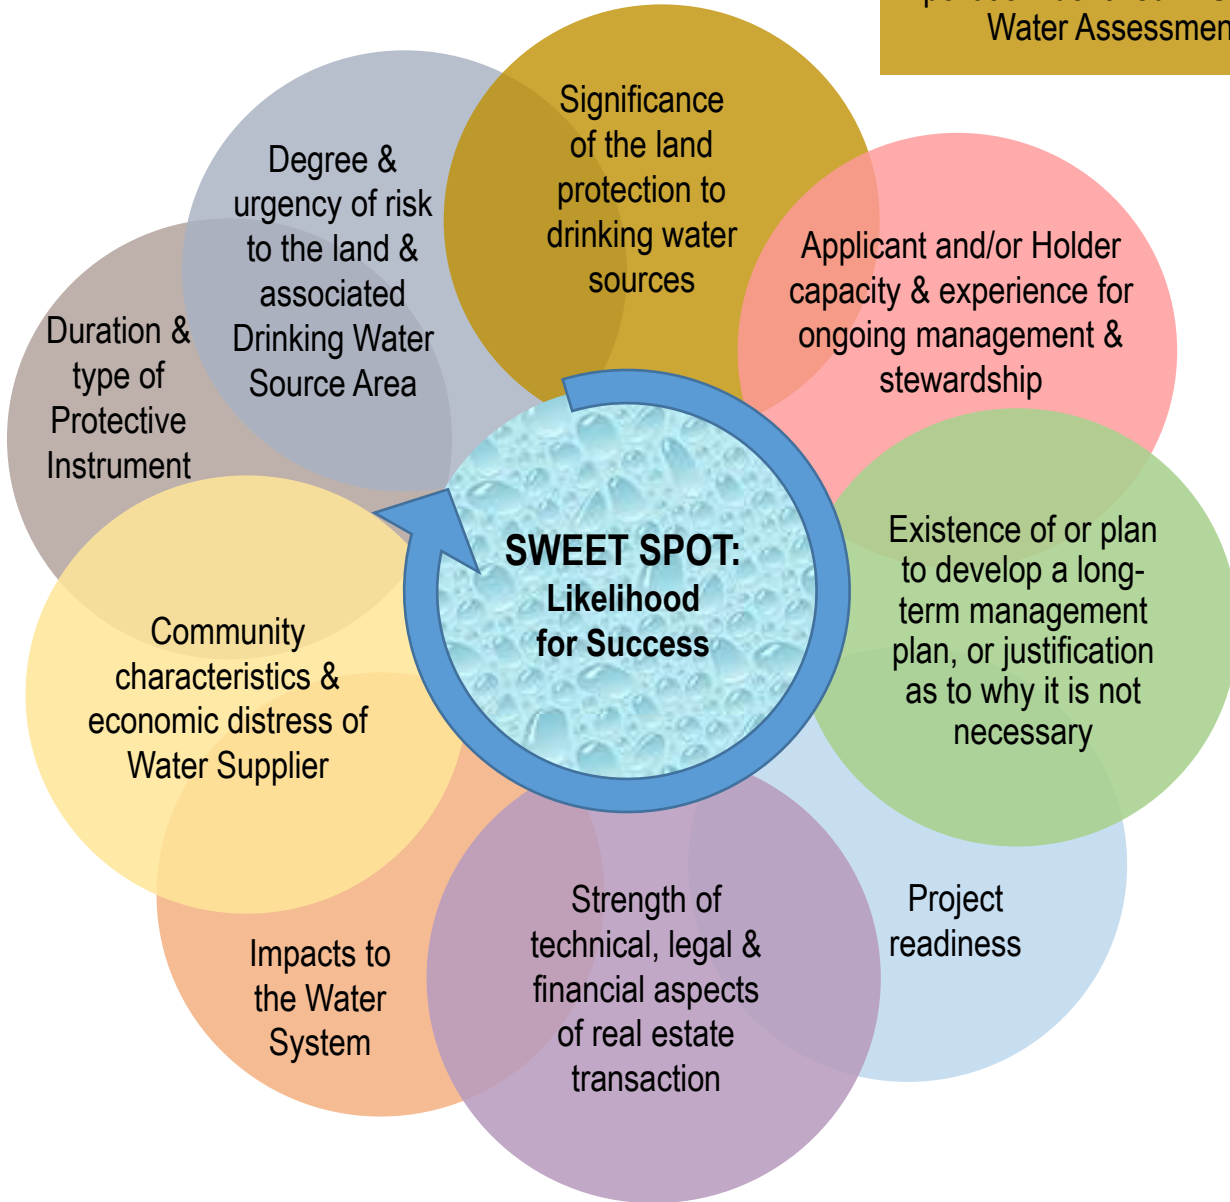 Water Assessmen
Significance
of the land
protection to
drinking water
sources
Degree &
urgency of risk
to the land &
associated
Drinking Water
Source Area
Applicant and/or Holder
capacity & experience for
ongoing management &
stewardship
Duration &
type of
Protective
Instrument
Existence of or plan
to develop a long-
term management
plan, or justification
as to why it is not
necessary
SWEET SPOT:
Likelihood
for Success
Community
characteristics &
economic distress of
Water Supplier
Project
readiness
Strength of
technical, legal &
financial aspects
of real estate
transaction
Impacts to
the Water
System